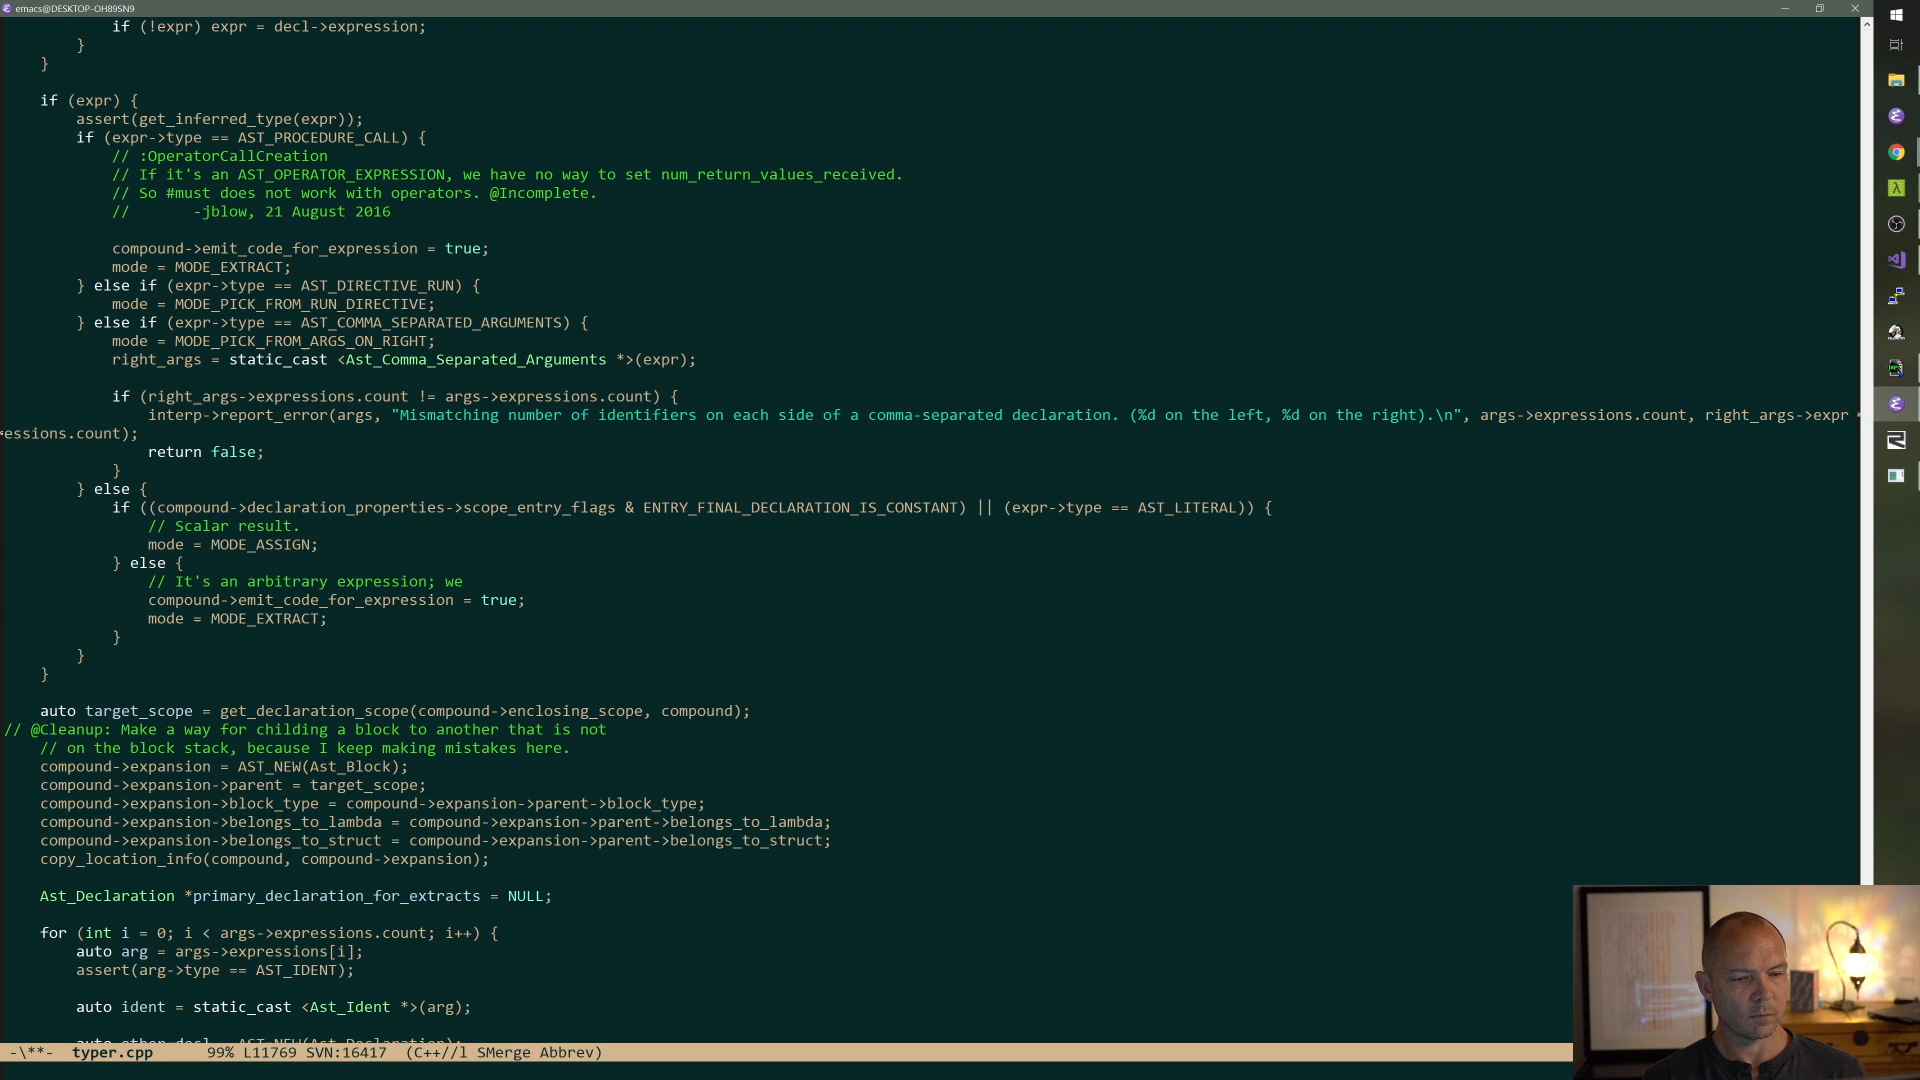 emacs@DESKTOP-OH89SN9
if (!expr) expr = decl->expression;
}
}
if (expr) {
assert(get_inferred_type(expr));
if (expr->type == AST_PROCEDURE_CALL) {
// :OperatorCallCreation
// If it's an AST_OPERATOR_EXPRESSION, we have no way to set num_return_values_received.
// So #must does not work with operators. @Incomplete.
//       -jblow, 21 August 2016
compound->emit_code_for_expression = true;
mode = MODE_EXTRACT;
} else if (expr->type == AST_DIRECTIVE_RUN) {
mode = MODE_PICK_FROM_RUN_DIRECTIVE;
} else if (expr->type == AST_COMMA_SEPARATED_ARGUMENTS) {
mode = MODE_PICK_FROM_ARGS_ON_RIGHT;
right_args = static_cast <Ast_Comma_Separated_Arguments *>(expr);
if (right_args->expressions.count != args->expressions.count) {
interp->report_error(args, "Mismatching number of identifiers on each side of a comma-separated declaration. (%d on the left, %d on the right).\n", args->expressions.count, right_args->expr
essions.count);
return false;
}
} else {
if ((compound->declaration_properties->scope_entry_flags & ENTRY_FINAL_DECLARATION_IS_CONSTANT) || (expr->type == AST_LITERAL)) {
// Scalar result.
mode = MODE_ASSIGN;
} else {
// It's an arbitrary expression; we
compound->emit_code_for_expression = true;
mode = MODE_EXTRACT;
}
}
}
auto target_scope = get_declaration_scope(compound->enclosing_scope, compound);
// @Cleanup: Make a way for childing a block to another that is not
// on the block stack, because I keep making mistakes here.
compound->expansion = AST_NEW(Ast_Block);
compound->expansion->parent = target_scope;
compound->expansion->block_type = compound->expansion->parent->block_type;
compound->expansion->belongs_to_lambda = compound->expansion->parent->belongs_to_lambda;
compound->expansion->belongs_to_struct = compound->expansion->parent->belongs_to_struct;
copy_location_info(compound, compound->expansion);
Ast_Declaration *primary_declaration_for_extracts = NULL;
for (int i = 0; i < args->expressions.count; i++) {
auto arg = args->expressions[i];
assert(arg->type == AST_IDENT);
auto ident = static_cast <Ast_Ident *>(arg);
auto other_decl = AST_NEW(Ast_Declaration);
-\**-  typer.cpp      99% L11769 SVN:16417  (C++//l SMerge Abbrev)